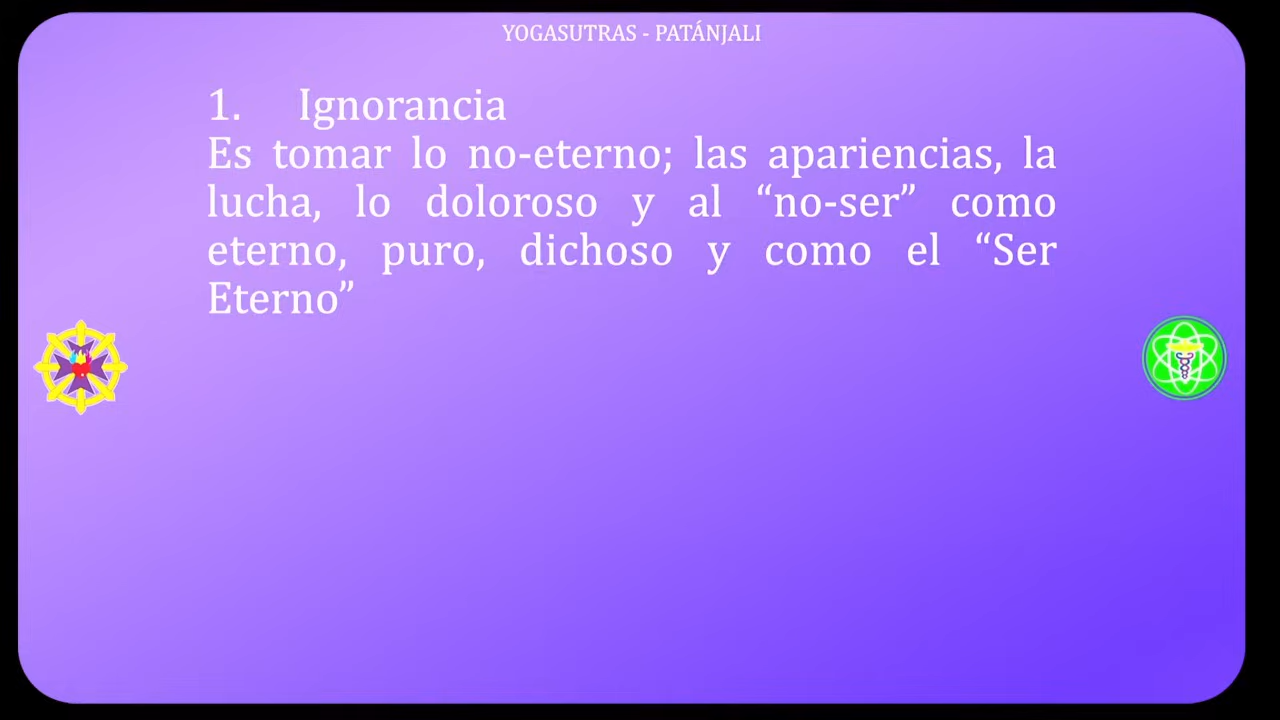 YOGASUTRAS - PATÁNJALI
1. Ignorancia
Es tomar lo no-eterno; las apariencias, la
lucha, lo doloroso y al “no-ser” como
eterno, puro, dichoso y como el “Ser
Eterno”